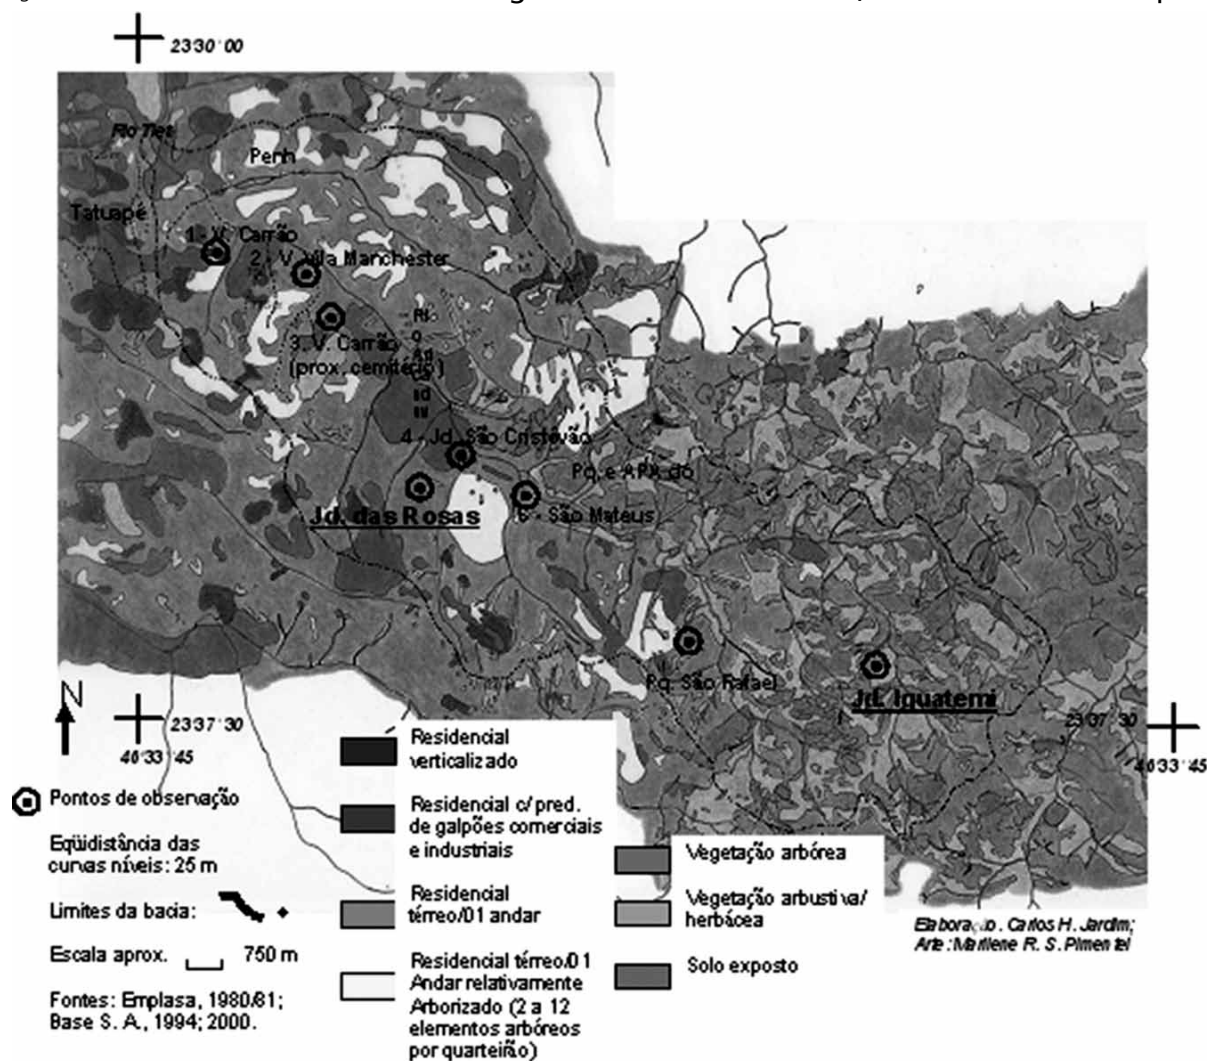 23 30 00
Rio Tiet
Penh
Tatuapé
1 - V. Carrão
2 - V. Vila Manchester
3. V. Carrão
(prox. cemitério)
4 - Jd. São Cristóvão
Pq. e APA do
Jd. das Rosas
- São Mateus
Pq. São Rafael
Jd. Iguatemi
N
23 37 30
46 33 45
23 37 30
46 33 45
Pontos de observação
Eqüidistância das
curvas níveis: 25 m
Limites da bacia:
Escala aprox. 750 m
Fontes: Emplasa, 1980/81;
Base S. A., 1994; 2000.
Residencial
verticalizado
Residencial c/ pred.
de galpões comerciais
e industriais
Residencial
térreo/01 andar
Residencial térreo/01
Andar relativamente
Arborizado (2 a 12
elementos arbóreos
por quarteirão)
Vegetação arbórea
Vegetação arbustiva/
herbácea
Solo exposto
Elaboração. Carlos H. Jardim;
Arte: Marilene R. S. Pimentel